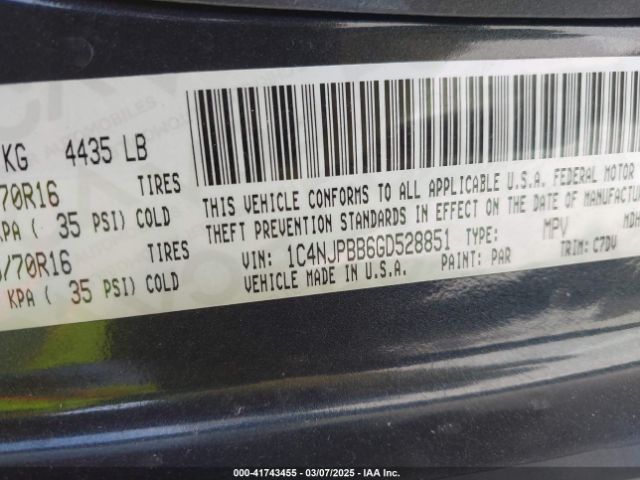 KG 4435 LB
70R16 TIRES
KPA ( 35 PSI) COLD
/70R16 TIRES
KPA ( 35 PSI) COLD
THIS VEHICLE CONFORMS TO ALL APPLICABLE U.S.A. FEDERAL MOTOR
THEFT PREVENTION STANDARDS IN EFFECT ON THE DATE OF MANUFACTUR
VIN: 1C4NJPBB6GD528851 TYPE: MPV
VEHICLE MADE IN U.S.A. PAINT: PAR TRIM: C7DV
000-41743455 - 03/07/2025 - IAA Inc.